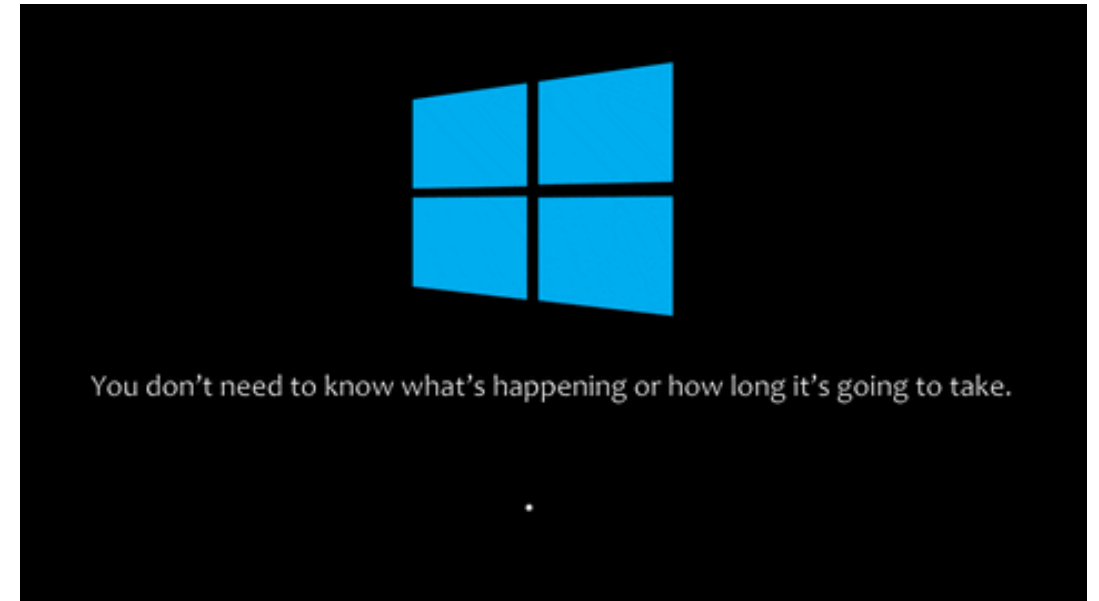 You don’t need to know what’s happening or how long it’s going to take.